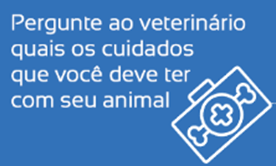 Pergunte ao veterinário
quais os cuidados
que você deve ter
com seu animal